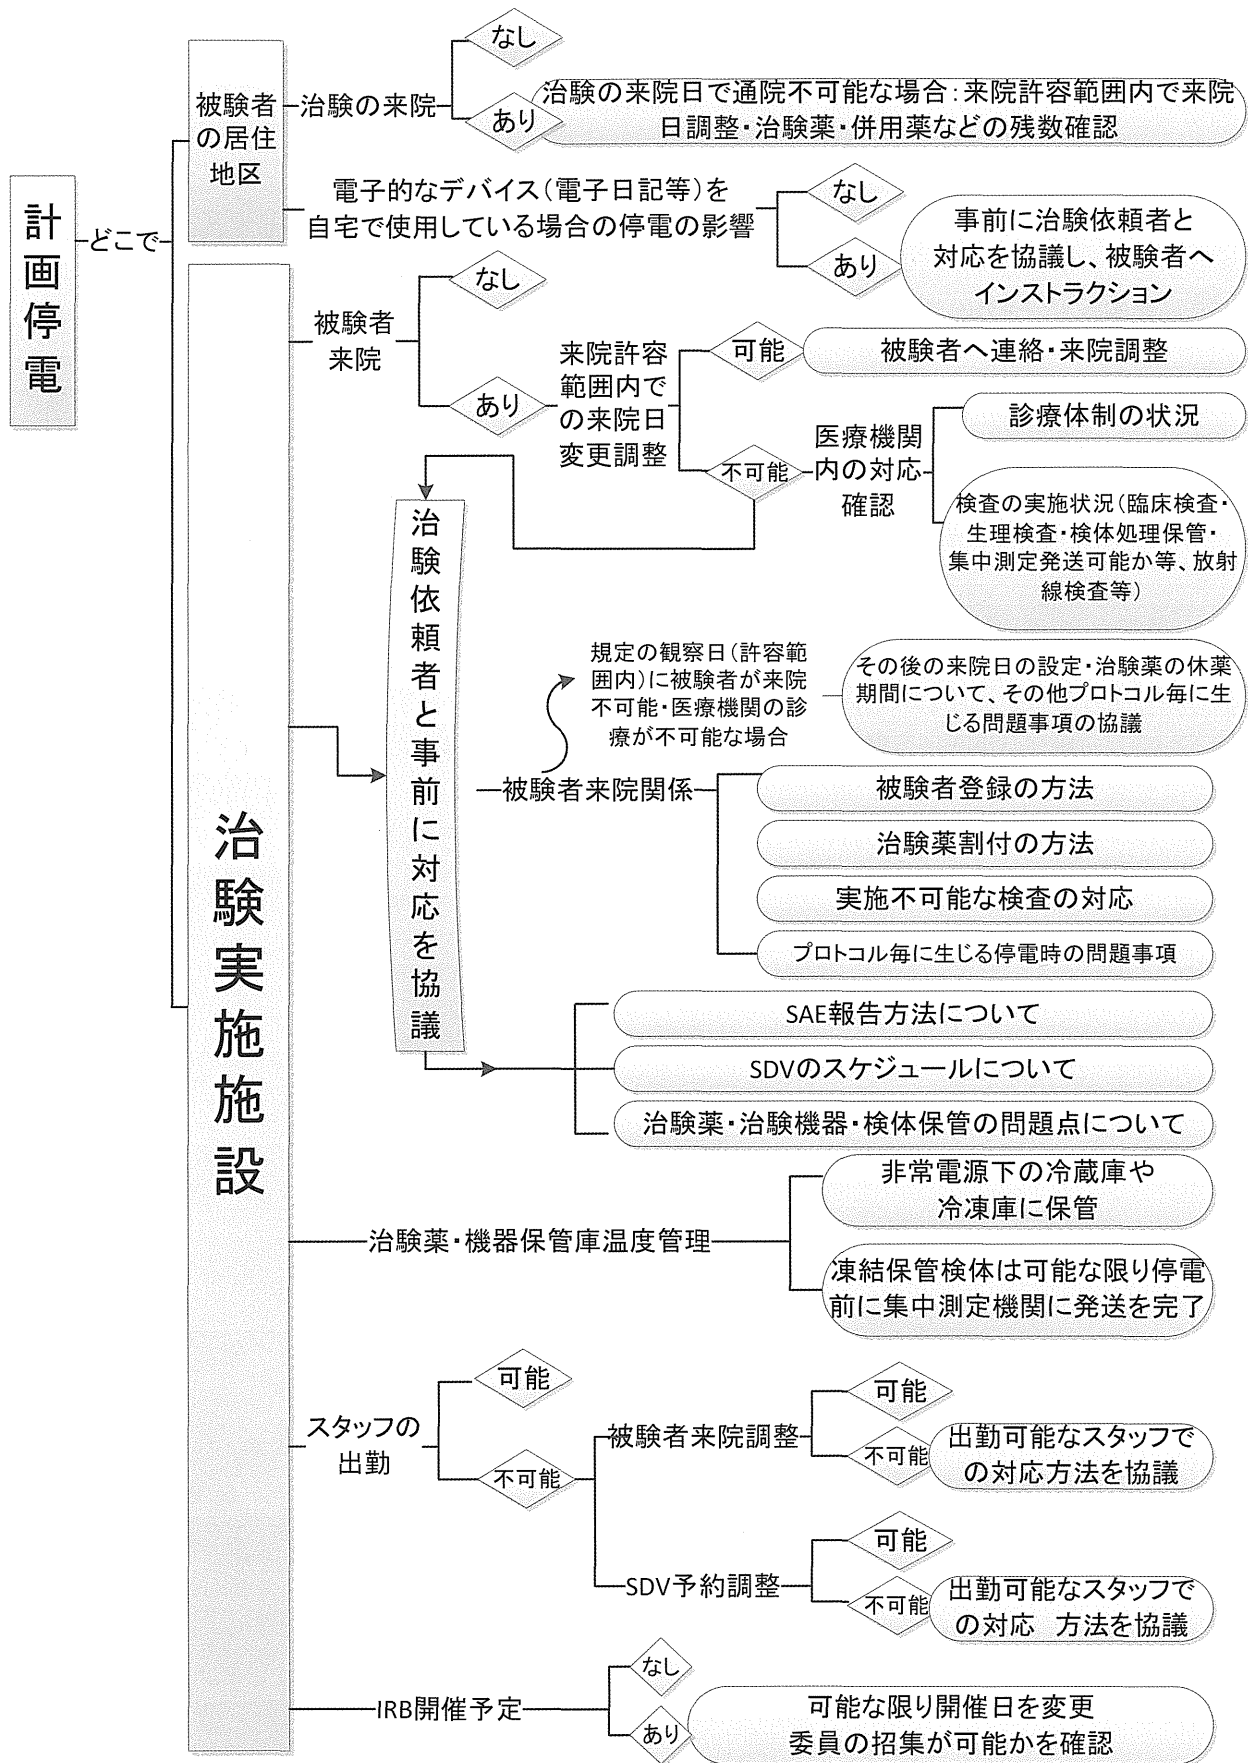 計画停電
どこで
被験者
の居住
地区
治験の来院
なし
あり
治験の来院日で通院不可能な場合：来院許容範囲内で来院
日調整・治験薬・併用薬などの残数確認
電子的なデバイス（電子日記等）を
自宅で使用している場合の停電の影響
なし
あり
事前に治験依頼者と
対応を協議し、被験者へ
インストラクション
治験実施施設
被験者
来院
なし
あり
来院許容
範囲内で
の来院日
変更調整
可能
被験者へ連絡・来院調整
不可能
医療機関
内の対応
確認
診療体制の状況
検査の実施状況（臨床検査・
生理検査・検体処理保管・
集中測定発送可能か等、放射
線検査等）
治験依頼者と事前に対応を協議
規定の観察日（許容範
囲内）に被験者が来院
不可能・医療機関の診
療が不可能な場合
その後の来院日の設定・治験薬の休薬
期間について、その他プロトコル毎に生
じる問題事項の協議
被験者来院関係
被験者登録の方法
治験薬割付の方法
実施不可能な検査の対応
プロトコル毎に生じる停電時の問題事項
SAE報告方法について
SDVのスケジュールについて
治験薬・治験機器・検体保管の問題点について
治験薬・機器保管庫温度管理
非常電源下の冷蔵庫や
冷凍庫に保管
凍結保管検体は可能な限り停電
前に集中測定機関に発送を完了
スタッフの
出勤
可能
不可能
被験者来院調整
可能
不可能
出勤可能なスタッフで
の対応方法を協議
SDV予約調整
可能
不可能
出勤可能なスタッフで
の対応　方法を協議
IRB開催予定
なし
あり
可能な限り開催日を変更
委員の招集が可能かを確認